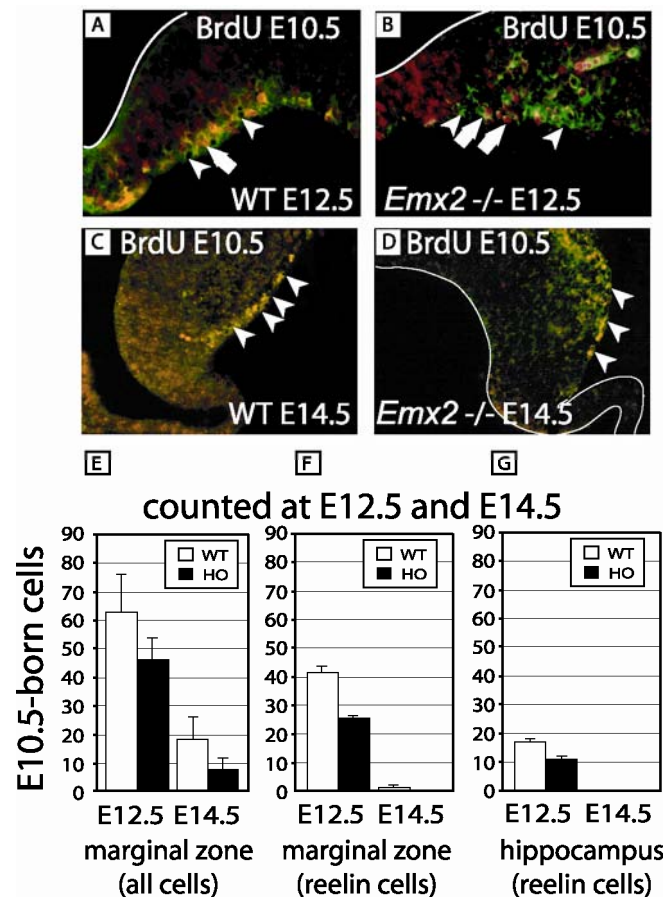 A BrdU E10.5
WT E12.5
B BrdU E10.5
Emx2 -/- E12.5
C BrdU E10.5
WT E14.5
D BrdU E10.5
Emx2 -/- E14.5
E F G
counted at E12.5 and E14.5
E10.5-born cells
90
80
70
60
50
40
30
20
10
0
WT
HO
E12.5 E14.5
marginal zone
(all cells)
90
80
70
60
50
40
30
20
10
0
WT
HO
E12.5 E14.5
marginal zone
(reelin cells)
90
80
70
60
50
40
30
20
10
0
WT
HO
E12.5 E14.5
hippocampus
(reelin cells)